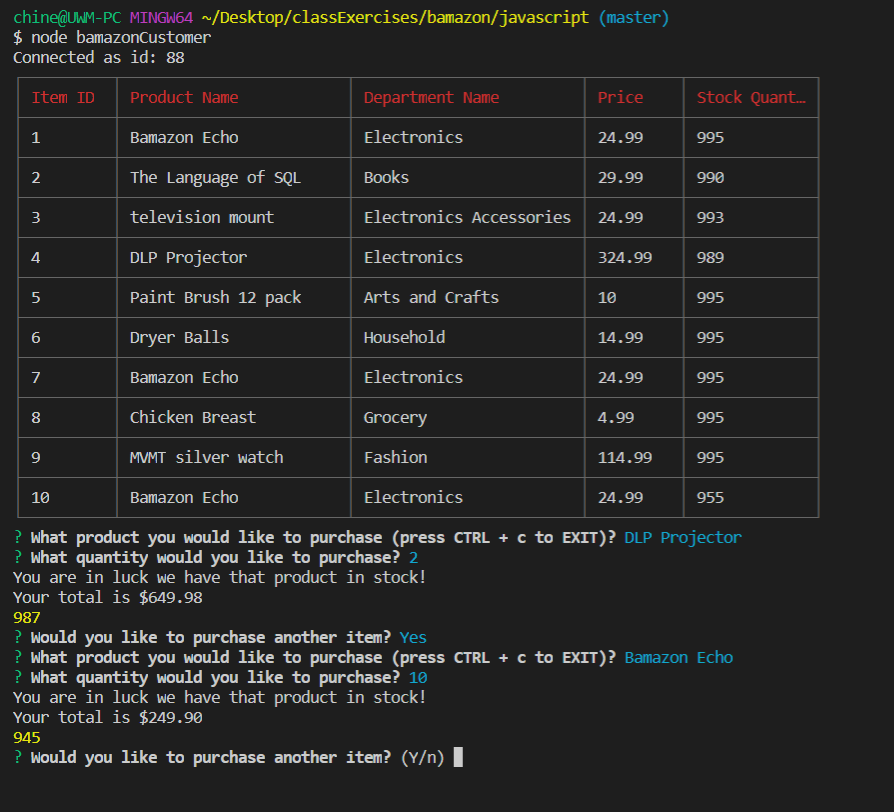 chine@UWM-PC MINGW64 ~/Desktop/classExercises/bamazon/javascript (master)
$ node bamazonCustomer
Connected as id: 88
Item ID Product Name Department Name Price Stock Quant…
1 Bamazon Echo Electronics 24.99 995
2 The Language of SQL Books 29.99 990
3 television mount Electronics Accessories 24.99 993
4 DLP Projector Electronics 324.99 989
5 Paint Brush 12 pack Arts and Crafts 10 995
6 Dryer Balls Household 14.99 995
7 Bamazon Echo Electronics 24.99 995
8 Chicken Breast Grocery 4.99 995
9 MVMT silver watch Fashion 114.99 995
10 Bamazon Echo Electronics 24.99 955
? What product you would like to purchase (press CTRL + c to EXIT)? DLP Projector
? What quantity would you like to purchase? 2
You are in luck we have that product in stock!
Your total is $649.98
987
? Would you like to purchase another item? Yes
? What product you would like to purchase (press CTRL + c to EXIT)? Bamazon Echo
? What quantity would you like to purchase? 10
You are in luck we have that product in stock!
Your total is $249.90
945
? Would you like to purchase another item? (Y/n)